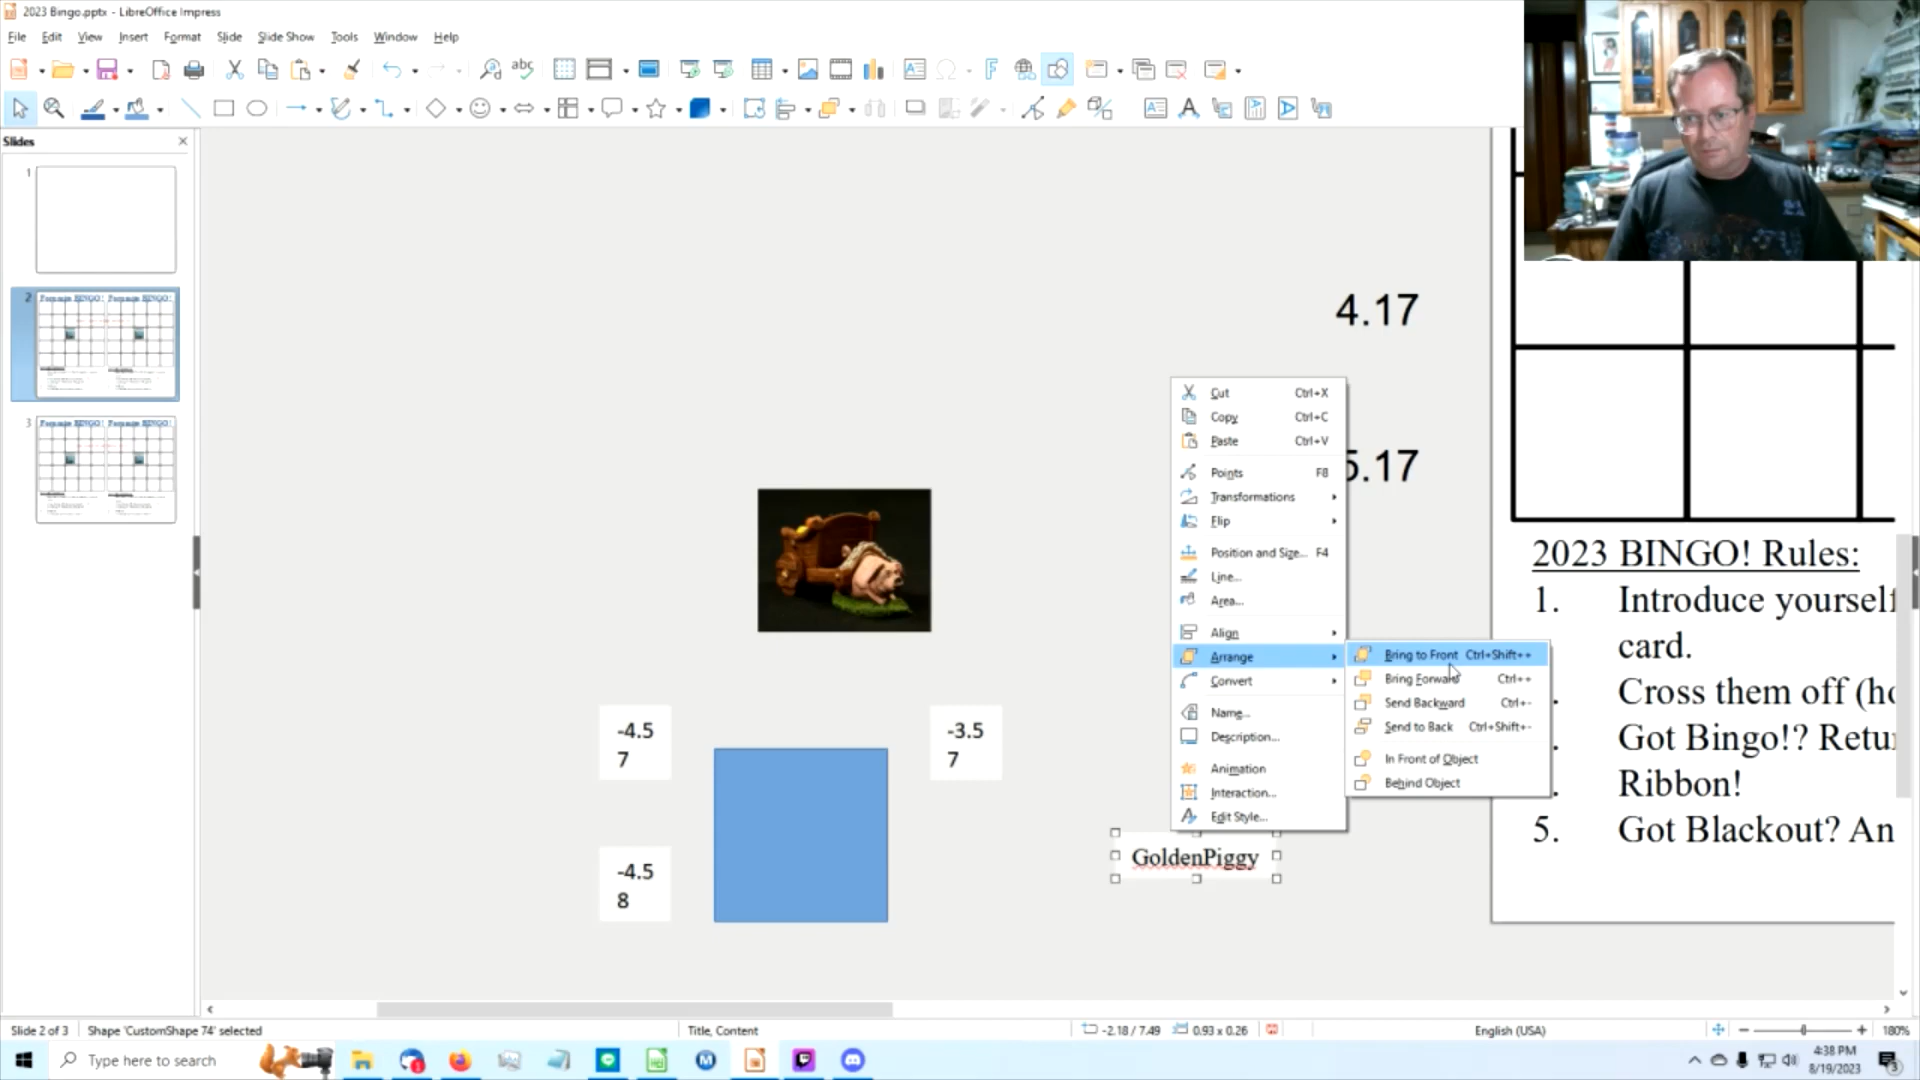 2023 Bingo.pptx - LibreOffice Impress
File Edit View Insert Format Slide Slide Show Tools Window Help
Slides
1
2
3
4.17
5.17
Cut Ctrl+X
Copy Ctrl+C
Paste Ctrl+V
Points F8
Transformations
Flip
Position and Size... F4
Line...
Area...
Align
Arrange
Convert
Name...
Description...
Animation
Interaction...
Edit Style...
Bring to Front Ctrl+Shift++
Bring Forward Ctrl++
Send Backward Ctrl+-
Send to Back Ctrl+Shift+-
In Front of Object
Behind Object
-4.5
7
-3.5
7
-4.5
8
GoldenPiggy
2023 BINGO! Rules:
1. Introduce yourself
card.
Cross them off (ho
Got Bingo!? Retu
Ribbon!
5. Got Blackout? An
Slide 2 of 3 Shape 'CustomShape 74' selected Title, Content -2.18 / 7.49 0.93 x 0.26 English (USA) 180%
Type here to search
4:38 PM
8/19/2023